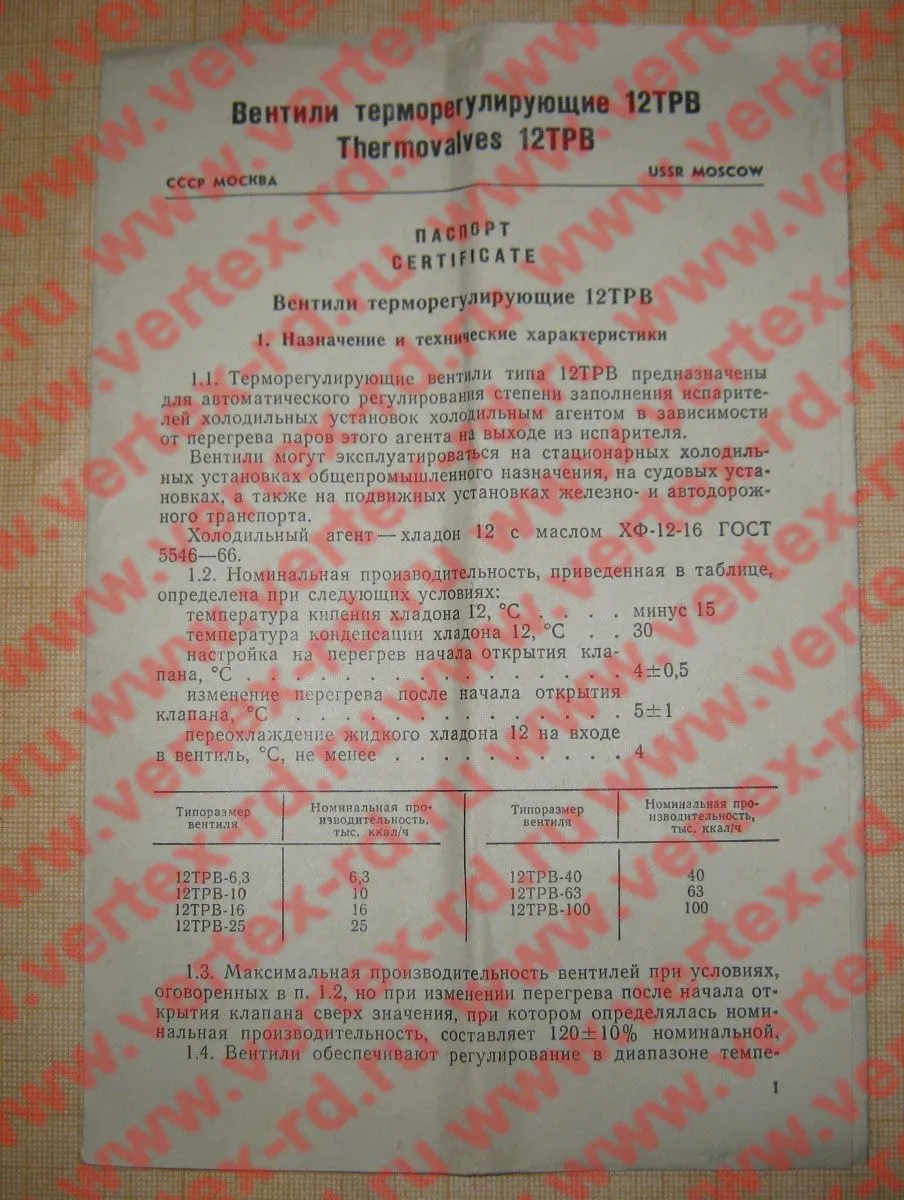 Вентили терморегулирующие 12ТРВ
Thermovalves 12ТРВ
СССР МОСКВА
USSR MOSCOW
ПАСПОРТ
CERTIFICATE
Вентили терморегулирующие 12ТРВ
1. Назначение и технические характеристики
1.1. Терморегулирующие вентили типа 12ТРВ предназначены
для автоматического регулирования степени заполнения испарите-
лей холодильных установок холодильным агентом в зависимости
от перегрева паров этого агента на выходе из испарителя.
Вентили могут эксплуатироваться на стационарных холодиль-
ных установках общепромышленного назначения, на судовых уста-
новках, а также на подвижных установках железно- и автодорож-
ного транспорта.
Холодильный агент — хладон 12 с маслом ХФ-12-16 ГОСТ
5546—66.
1.2. Номинальная производительность, приведенная в таблице,
определена при следующих условиях:
температура кипения хладона 12, °С . . . . минус 15
температура конденсации хладона 12, °С . . 30
настройка на перегрев начала открытия кла-
пана, °С . . . . . . . . . . . . . . . . . 4±0,5
изменение перегрева после начала открытия
клапана, °С . . . . . . . . . . . . . . . 5±1
переохлаждение жидкого хладона 12 на входе
в вентиль, °С, не менее . . . . . . . . . . 4
Типоразмер вентиля Номинальная про- Типоразмер вентиля Номинальная про-
изводительность, изводительность,
тыс. ккал/ч тыс. ккал/ч
12ТРВ-6,3 6,3 12ТРВ-40 40
12ТРВ-10 10 12ТРВ-63 63
12ТРВ-16 16 12ТРВ-100 100
12ТРВ-25 25
1.3. Максимальная производительность вентилей при условиях,
оговоренных в п. 1.2, но при изменении перегрева после начала от-
крытия клапана сверх значения, при котором определялась номи-
нальная производительность, составляет 120±10% номинальной.
1.4. Вентили обеспечивают регулирование в диапазоне темпе-
1
www.vertex-rd.ru